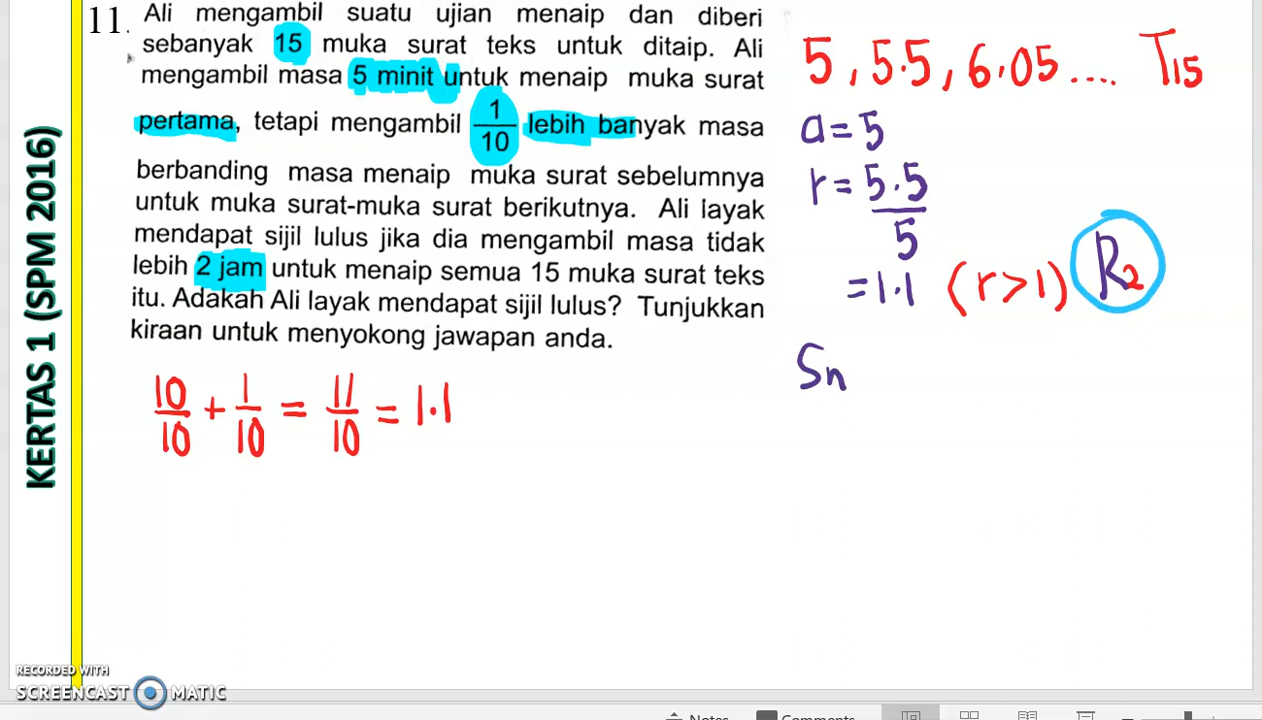 KERTAS 1 (SPM 2016)
11.
Ali mengambil suatu ujian menaip dan diberi
sebanyak 15 muka surat teks untuk ditaip. Ali
mengambil masa 5 minit untuk menaip muka surat
pertama, tetapi mengambil 1/10 lebih banyak masa
berbanding masa menaip muka surat sebelumnya
untuk muka surat-muka surat berikutnya. Ali layak
mendapat sijil lulus jika dia mengambil masa tidak
lebih 2 jam untuk menaip semua 15 muka surat teks
itu. Adakah Ali layak mendapat sijil lulus? Tunjukkan
kiraan untuk menyokong jawapan anda.
10/10 + 1/10 = 11/10 = 1.1
5, 5.5, 6.05 .... T15
a = 5
r = 5.5/5
= 1.1 (r > 1) R2
Sn
RECORDED WITH
SCREENCAST MATIC
Notes
Comments